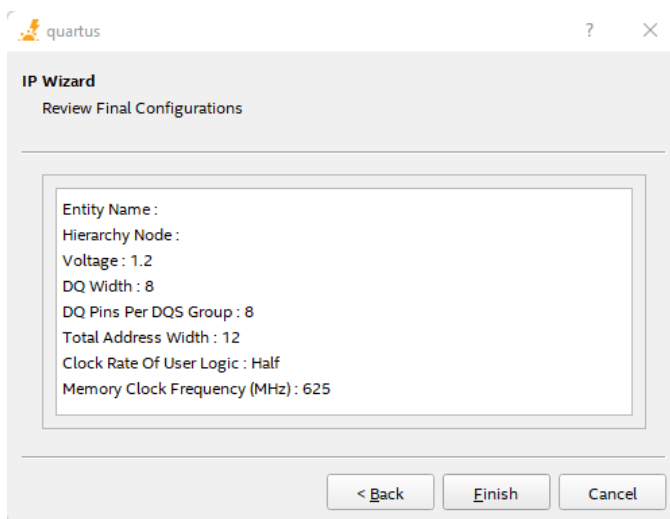 quartus
?
IP Wizard
Review Final Configurations
Entity Name :
Hierarchy Node :
Voltage : 1.2
DQ Width : 8
DQ Pins Per DQS Group : 8
Total Address Width : 12
Clock Rate Of User Logic : Half
Memory Clock Frequency (MHz) : 625
< Back Finish Cancel